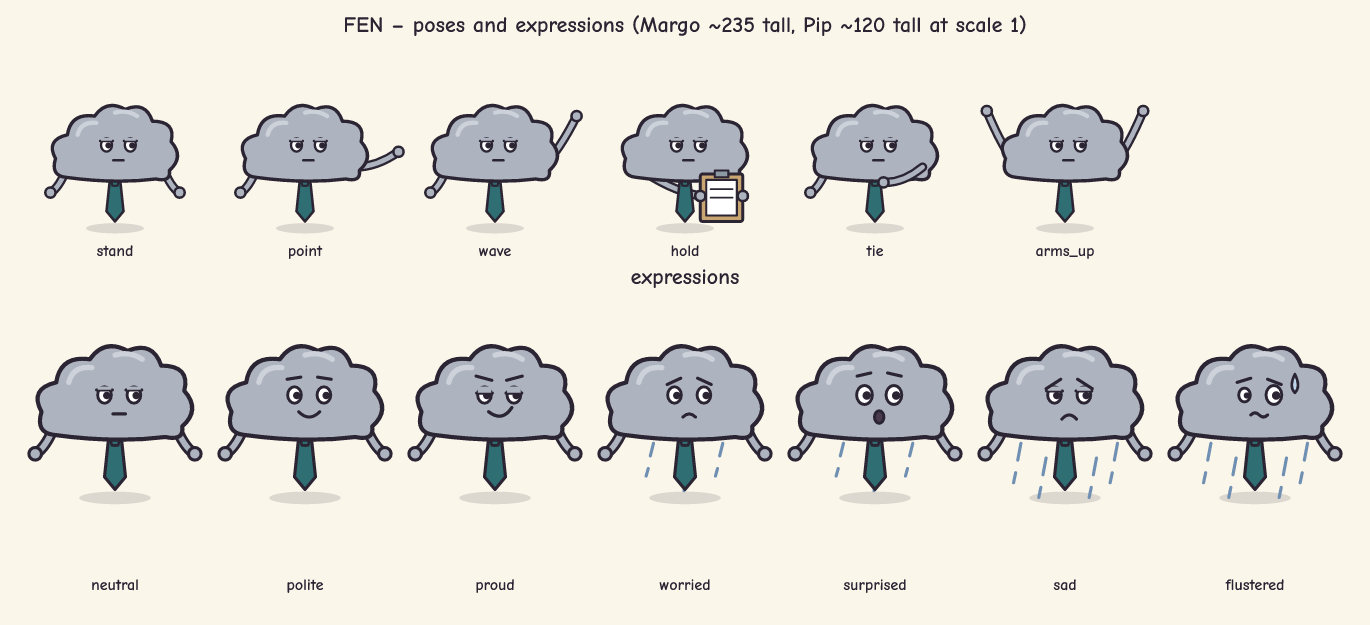 FEN – poses and expressions (Margo ~235 tall, Pip ~120 tall at scale 1)
stand point wave hold tie arms_up
expressions
neutral polite proud worried surprised sad flustered